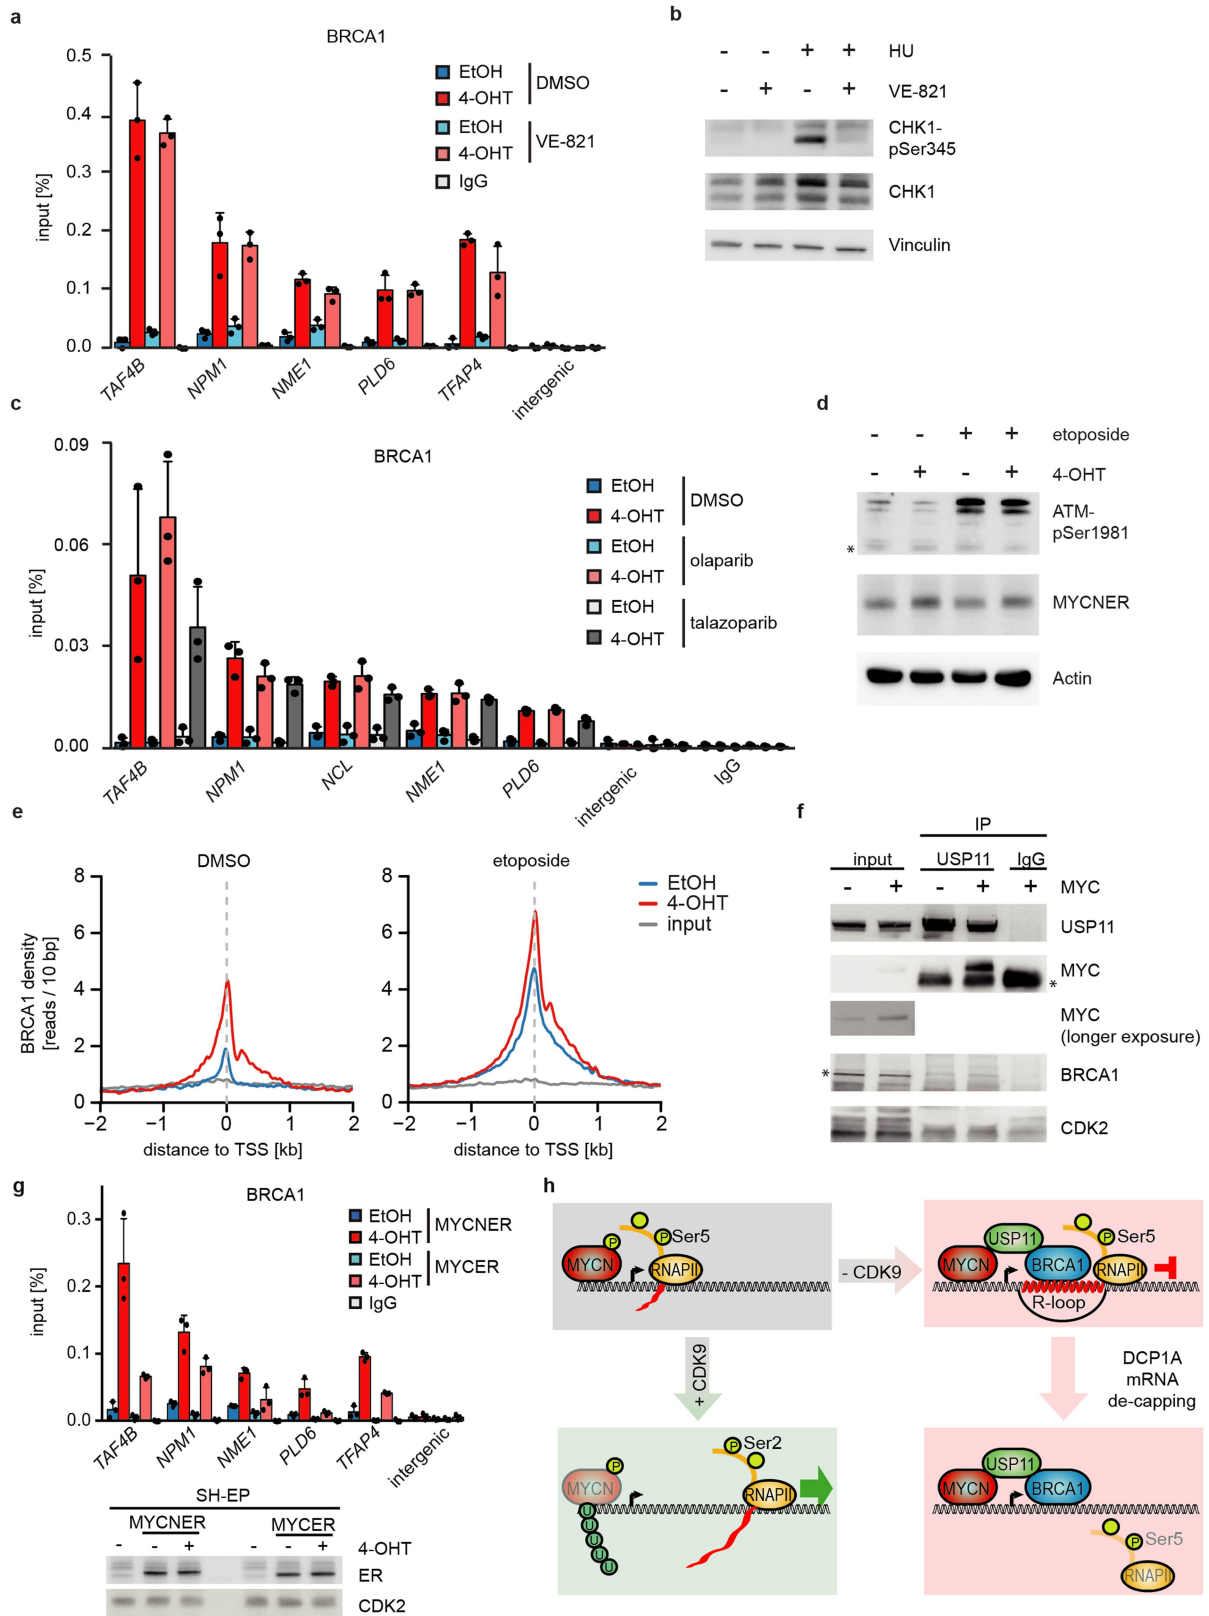 a
BRCA1
0.5
0.4
0.3
0.2
0.1
0.0
input [%]
EtOH
4-OHT
DMSO
EtOH
4-OHT
VE-821
IgG
TAF4B
NPM1
NME1
PLD6
TFAP4
intergenic
b
- - + + HU
- + - + VE-821
CHK1-
pSer345
CHK1
Vinculin
c
BRCA1
0.09
0.06
0.03
0.00
input [%]
EtOH
4-OHT
DMSO
EtOH
4-OHT
olaparib
EtOH
4-OHT
talazoparib
TAF4B
NPM1
NCL
NME1
PLD6
intergenic
IgG
d
- - + + etoposide
- + - + 4-OHT
ATM-
pSer1981
*
MYCNER
Actin
e
DMSO
etoposide
8
6
4
2
0
BRCA1 density
[reads / 10 bp]
−2 −1 0 1 2
distance to TSS [kb]
8
6
4
2
0
−2 −1 0 1 2
distance to TSS [kb]
EtOH
4-OHT
input
f
IP
input USP11 IgG
- + - + + MYC
USP11
MYC
*
MYC
(longer exposure)
* BRCA1
CDK2
g
BRCA1
0.3
0.2
0.1
0.0
input [%]
EtOH
4-OHT
MYCNER
EtOH
4-OHT
MYCER
IgG
TAF4B
NPM1
NME1
PLD6
TFAP4
intergenic
SH-EP
MYCNER MYCER
- - + - - + 4-OHT
ER
CDK2
h
P
P Ser5
MYCN
RNAPII
- CDK9
USP11
P Ser5
MYCN
BRCA1
RNAPII
R-loop
+ CDK9
DCP1A
mRNA
de-capping
P
MYCN
U
U
U
U
U
P Ser2
RNAPII
USP11
MYCN
BRCA1
P Ser5
RNAPII